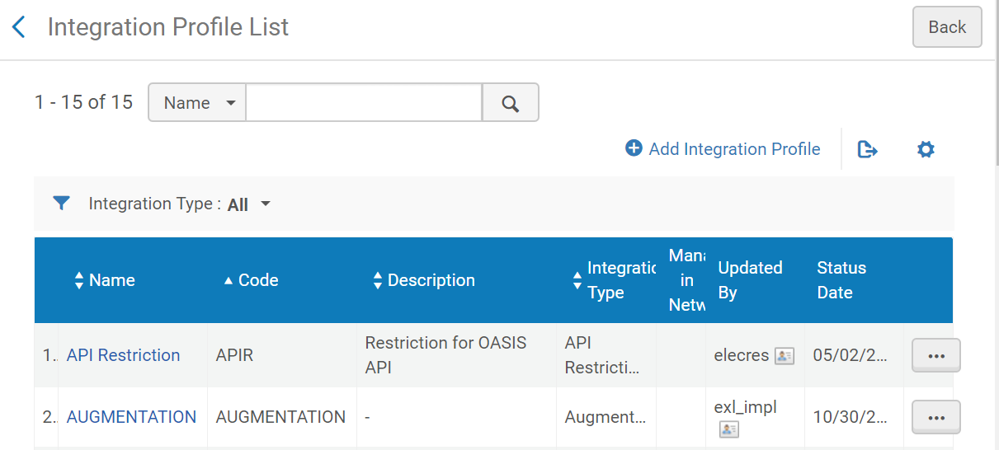 Integration Profile List
Back
1 - 15 of 15
Name
Add Integration Profile
Integration Type : All
Name
Code
Description
Integratic
Type
Mana
in
Netw
Updated
By
Status
Date
1..
API Restriction
APIR
Restriction for OASIS
API
API
Restricti...
elecres
05/02/2...
2..
AUGMENTATION
AUGMENTATION
-
Augment...
exl_impl
10/30/2...